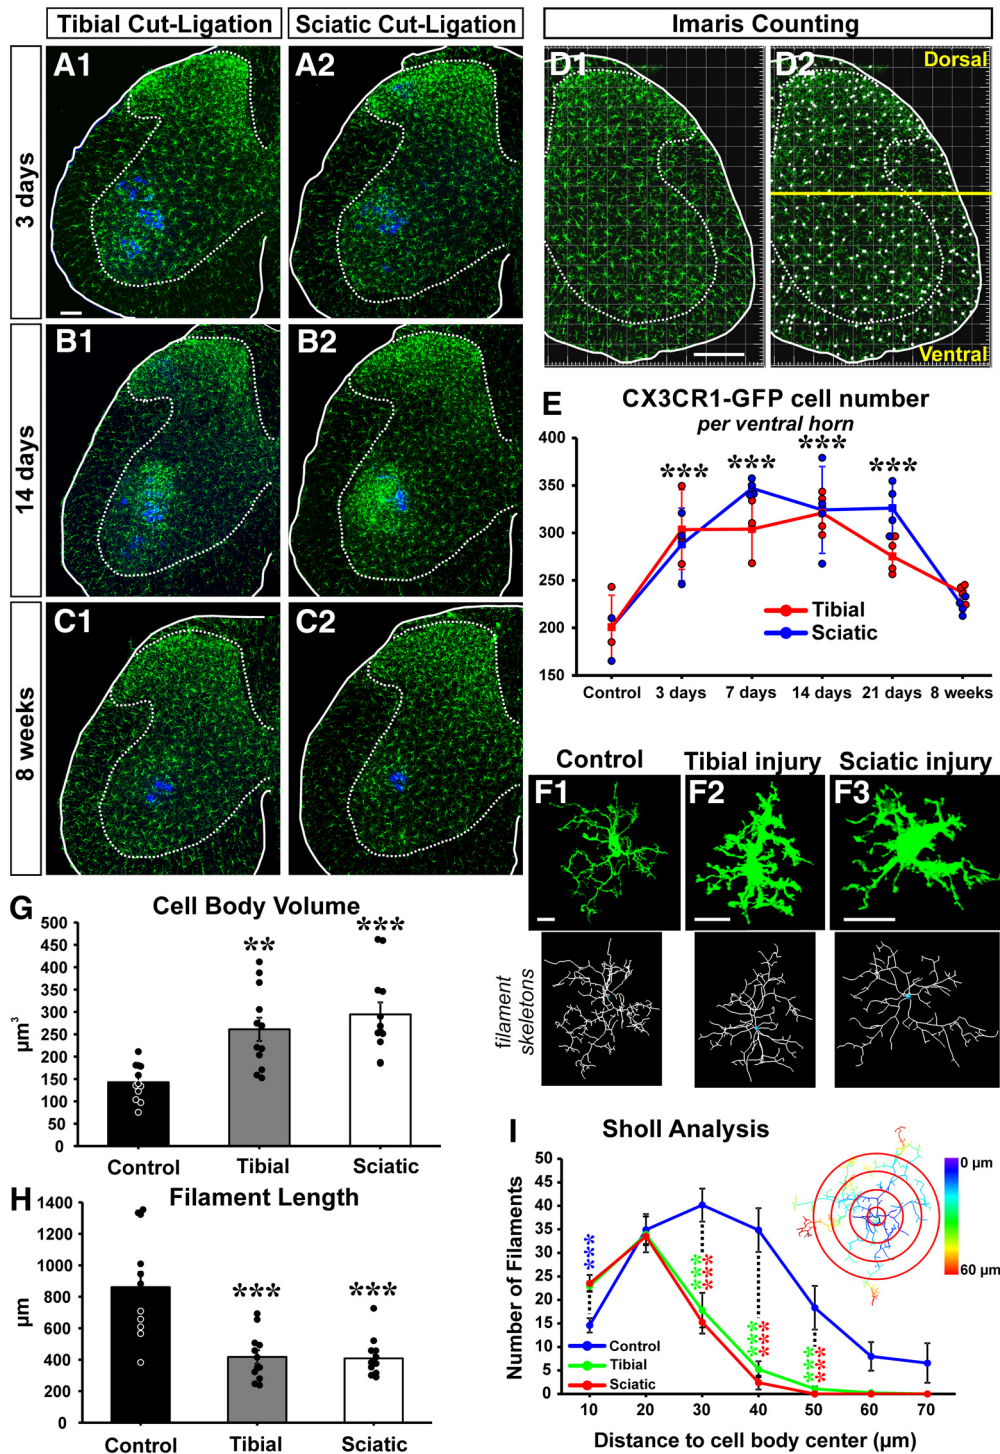 Tibial Cut-Ligation
Sciatic Cut-Ligation
Imaris Counting
3 days
14 days
8 weeks
A1
A2
B1
B2
C1
C2
D1
D2
Dorsal
Ventral
E
CX3CR1-GFP cell number
per ventral horn
400
350
300
250
200
150
***
***
***
***
Tibial
Sciatic
Control
3 days
7 days
14 days
21 days
8 weeks
Control
Tibial injury
Sciatic injury
F1
F2
F3
filament
skeletons
G
Cell Body Volume
µm³
500
450
400
350
300
250
200
150
100
50
0
**
***
Control
Tibial
Sciatic
H
Filament Length
µm
1400
1200
1000
800
600
400
200
0
***
***
Control
Tibial
Sciatic
I
Sholl Analysis
Number of Filaments
50
45
40
35
30
25
20
15
10
5
0
***
***
***
***
***
***
***
Control
Tibial
Sciatic
0 µm
60 µm
10
20
30
40
50
60
70
Distance to cell body center (µm)